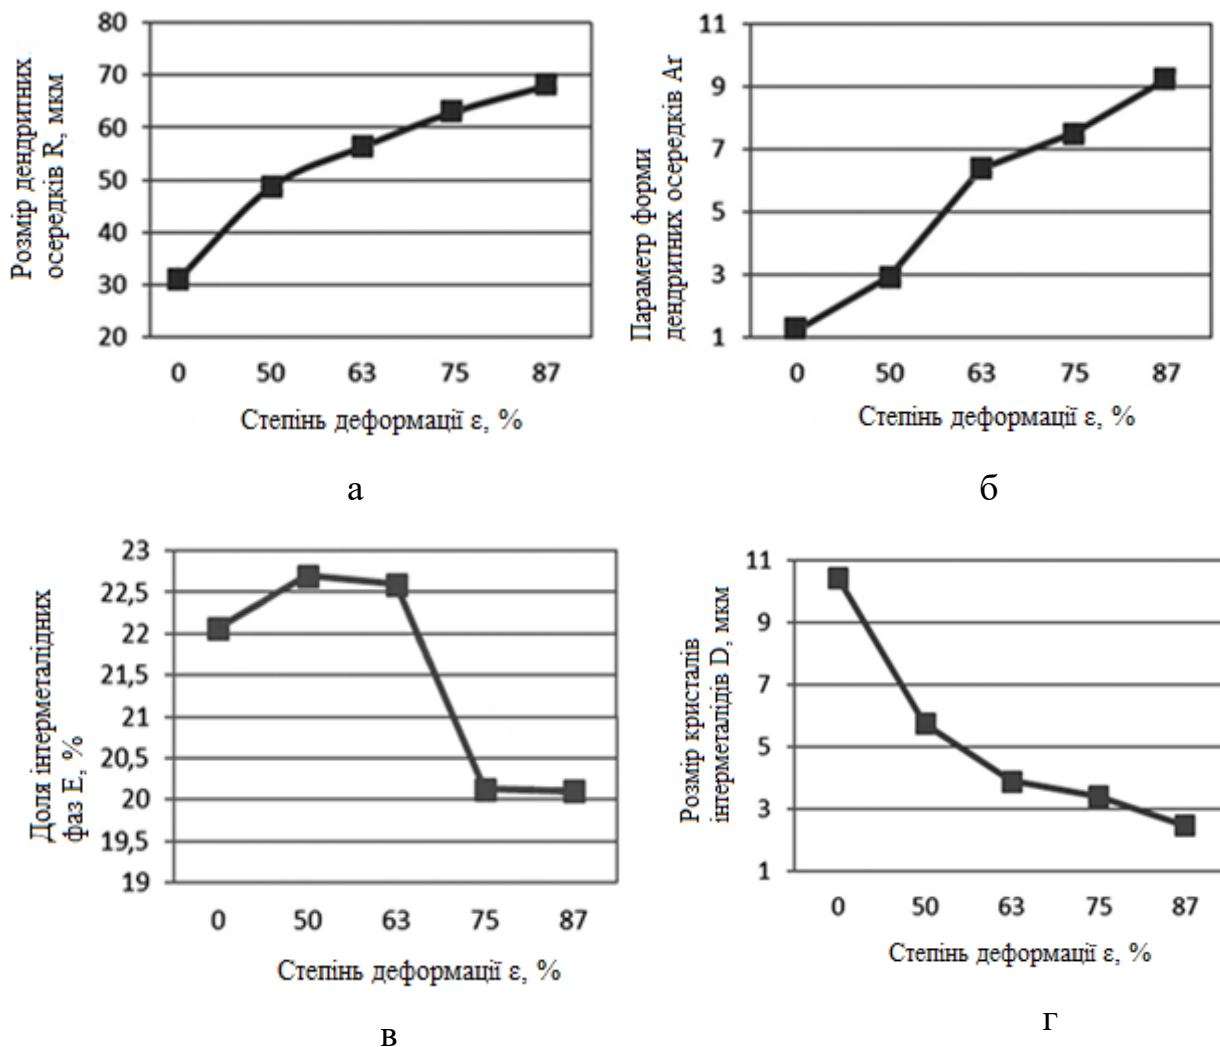 Розмір дендритних
осередків R, мкм
80
70
60
50
40
30
20
0 50 63 75 87
Степінь деформації ε, %
а
Параметр форми
дендритних осередків Ar
11
9
7
5
3
1
0 50 63 75 87
Степінь деформації ε, %
б
Доля інтерметалідних
фаз E, %
23
22,5
22
21,5
21
20,5
20
19,5
19
0 50 63 75 87
Степінь деформації ε, %
в
Розмір кристалів
інтерметалідів D, мкм
11
9
7
5
3
1
0 50 63 75 87
Степінь деформації ε, %
г